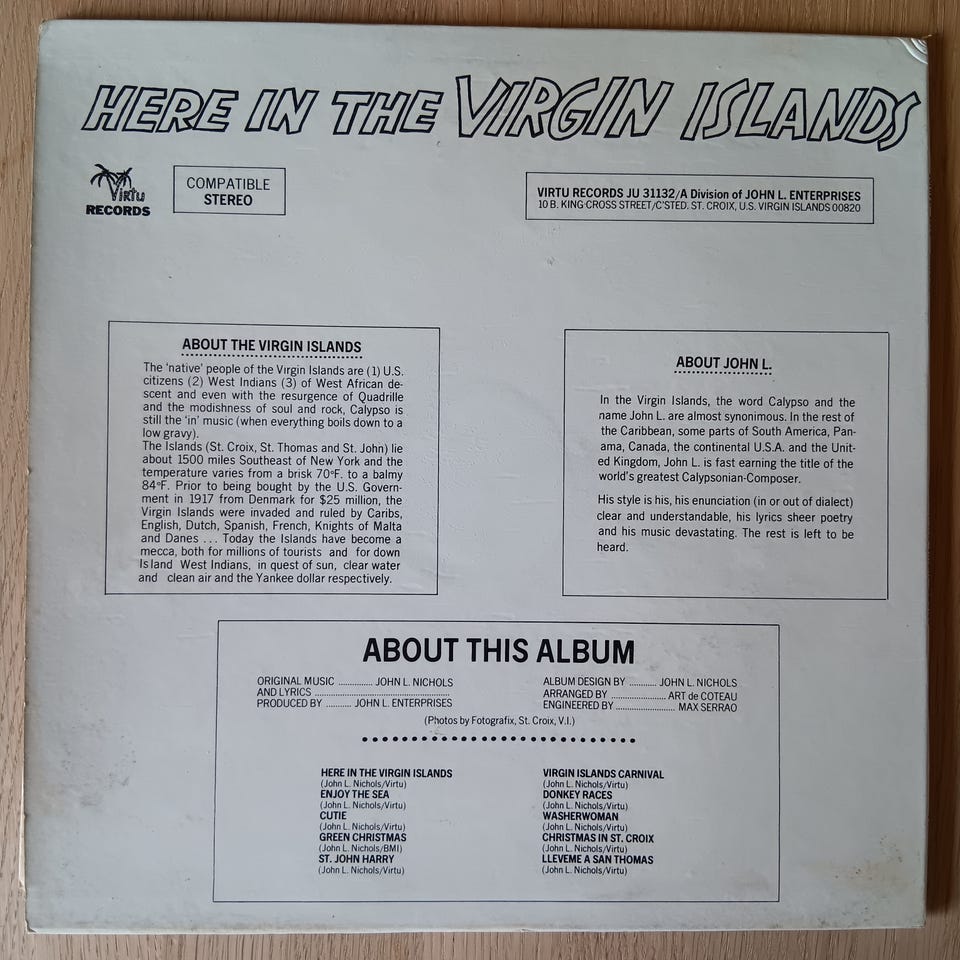 HERE IN THE VIRGIN ISLANDS
Virtu
RECORDS
COMPATIBLE
STEREO
VIRTU RECORDS JU 31132/A Division of JOHN L. ENTERPRISES
10 B. KING CROSS STREET/C'STED. ST. CROIX, U.S. VIRGIN ISLANDS 00820
ABOUT THE VIRGIN ISLANDS
The 'native' people of the Virgin Islands are (1) U.S.
citizens (2) West Indians (3) of West African de-
scent and even with the resurgence of Quadrille
and the modishness of soul and rock, Calypso is
still the 'in' music (when everything boils down to a
low gravy).
The Islands (St. Croix, St. Thomas and St. John) lie
about 1500 miles Southeast of New York and the
temperature varies from a brisk 70°F. to a balmy
84°F. Prior to being bought by the U.S. Govern-
ment in 1917 from Denmark for $25 million, the
Virgin Islands were invaded and ruled by Caribs,
English, Dutch, Spanish, French, Knights of Malta
and Danes ... Today the Islands have become a
mecca, both for millions of tourists and for down
Island West Indians, in quest of sun, clear water
and clean air and the Yankee dollar respectively.
ABOUT JOHN L.
In the Virgin Islands, the word Calypso and the
name John L. are almost synonimous. In the rest of
the Caribbean, some parts of South America, Pan-
ama, Canada, the continental U.S.A. and the Unit-
ed Kingdom, John L. is fast earning the title of the
world's greatest Calypsonian-Composer.
His style is his, his enunciation (in or out of dialect)
clear and understandable, his lyrics sheer poetry
and his music devastating. The rest is left to be
heard.
ABOUT THIS ALBUM
ORIGINAL MUSIC .............. JOHN L. NICHOLS
AND LYRICS .......................................................
PRODUCED BY .......... JOHN L. ENTERPRISES
ALBUM DESIGN BY ........... JOHN L. NICHOLS
ARRANGED BY ...................... ART de COTEAU
ENGINEERED BY ........................ MAX SERRAO
(Photos by Fotografix, St. Croix, V.I.)
HERE IN THE VIRGIN ISLANDS
(John L. Nichols/Virtu)
ENJOY THE SEA
(John L. Nichols/Virtu)
CUTIE
(John L. Nichols/Virtu)
GREEN CHRISTMAS
(John L. Nichols/BMI)
ST. JOHN HARRY
(John L. Nichols/Virtu)
VIRGIN ISLANDS CARNIVAL
(John L. Nichols/Virtu)
DONKEY RACES
(John L. Nichols/Virtu)
WASHERWOMAN
(John L. Nichols/Virtu)
CHRISTMAS IN ST. CROIX
(John L. Nichols/Virtu)
LLEVEME A SAN THOMAS
(John L. Nichols/Virtu)